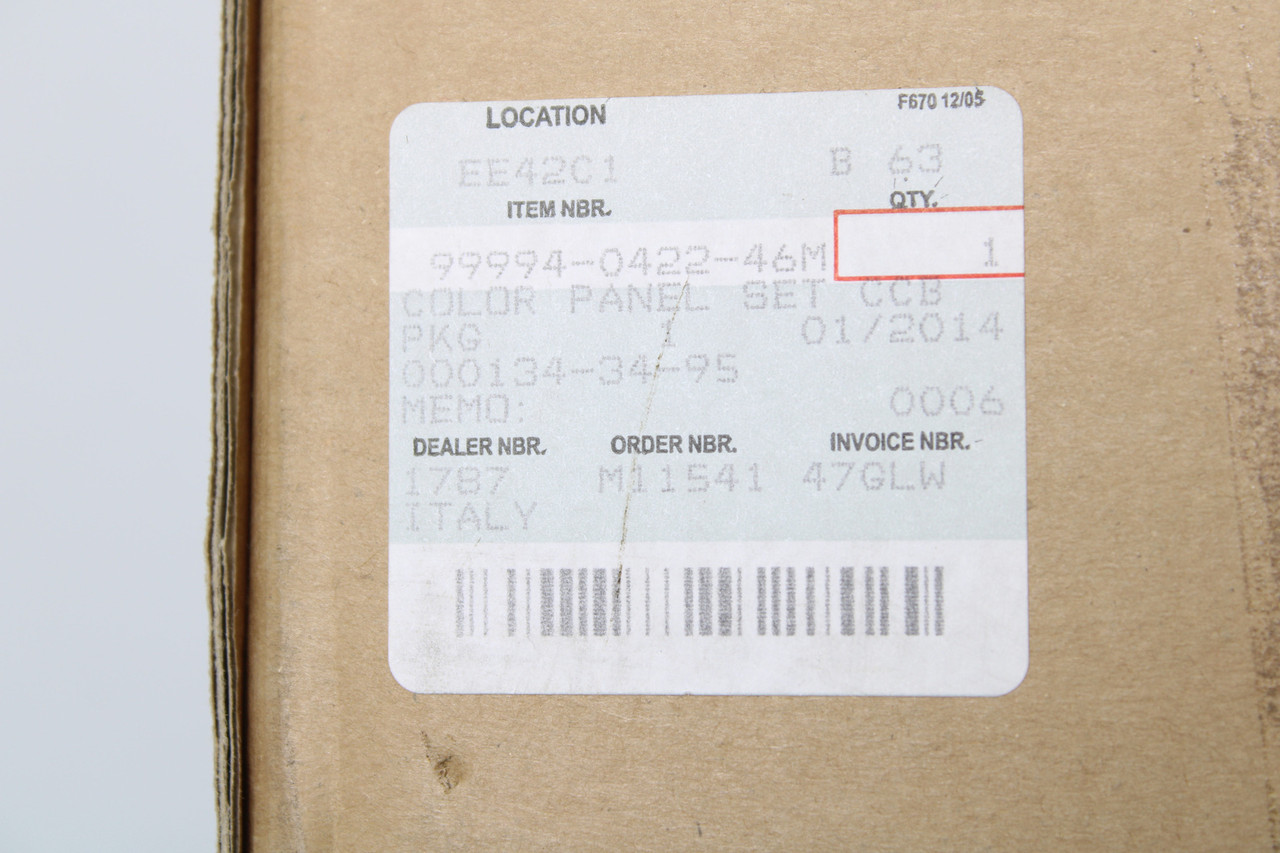 LOCATION F670 12/05
EE42C1 B 63
ITEM NBR. QTY.
99994-0422-46M 1
COLOR PANEL SET CCB
PKG 1 01/2014
000134-34-95
MEMO: 0006
DEALER NBR. ORDER NBR. INVOICE NBR.
1787 M11541 47GLW
ITALY